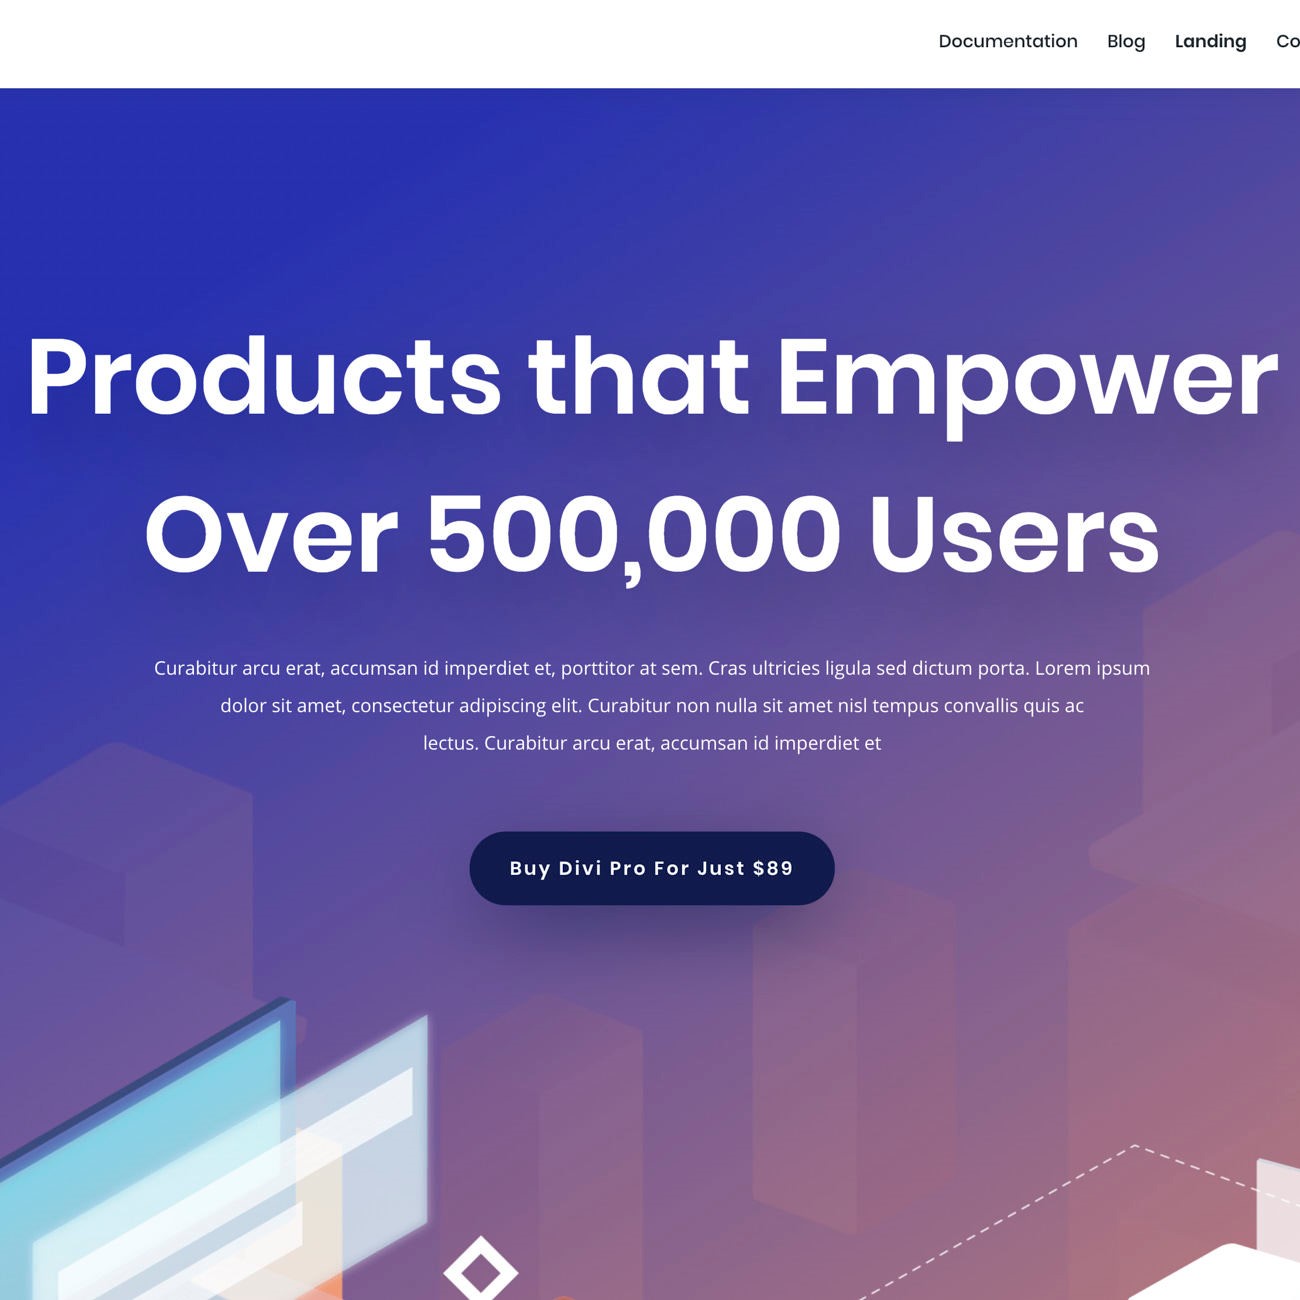 Documentation Blog Landing Co
Products that Empower
Over 500,000 Users
Curabitur arcu erat, accumsan id imperdiet et, porttitor at sem. Cras ultricies ligula sed dictum porta. Lorem ipsum
dolor sit amet, consectetur adipiscing elit. Curabitur non nulla sit amet nisl tempus convallis quis ac
lectus. Curabitur arcu erat, accumsan id imperdiet et
Buy Divi Pro For Just $89